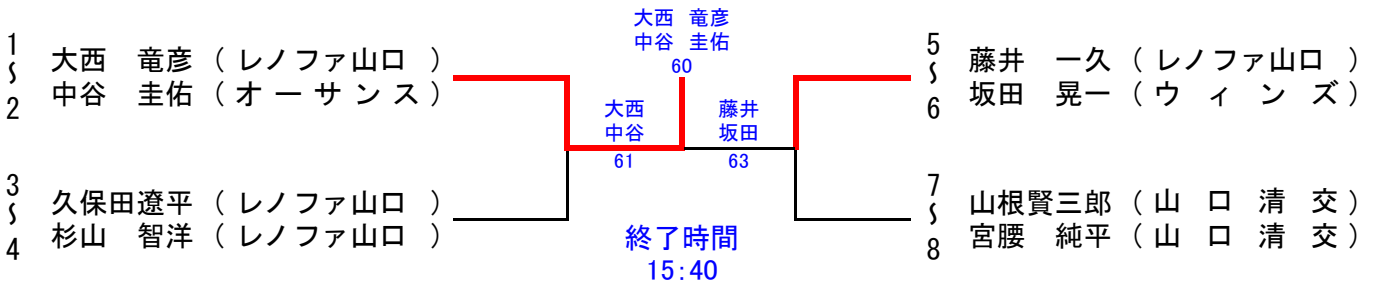 大西 竜彦
中谷 圭佑
60
1
〜
2
大西 竜彦 ( レノファ山口 )
中谷 圭佑 ( オーサンス )
大西
中谷
61
藤井
坂田
63
5
〜
6
藤井 一久 ( レノファ山口 )
坂田 晃一 ( ウィンズ )
3
〜
4
久保田遼平 ( レノファ山口 )
杉山 智洋 ( レノファ山口 )
終了時間
15:40
7
〜
8
山根賢三郎 ( 山口清交 )
宮腰 純平 ( 山口清交 )